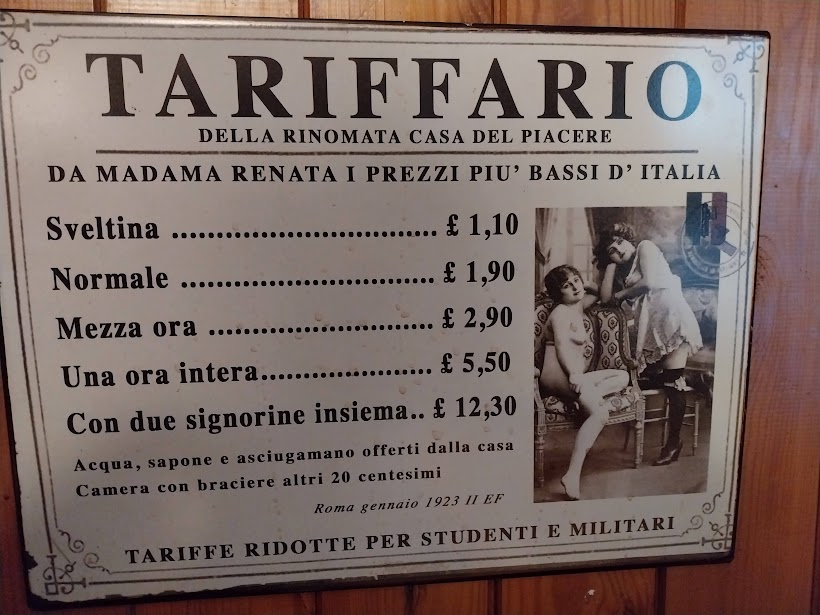 TARIFFARIO
DELLA RINOMATA CASA DEL PIACERE
DA MADAMA RENATA I PREZZI PIU' BASSI D' ITALIA
Sveltina .............................. £ 1,10
Normale ............................. £ 1,90
Mezza ora .......................... £ 2,90
Una ora intera.................... £ 5,50
Con due signorine insiema.. £ 12,30
Acqua, sapone e asciugamano offerti dalla casa
Camera con braciere altri 20 centesimi
Roma gennaio 1923 II EF
TARIFFE RIDOTTE PER STUDENTI E MILITARI